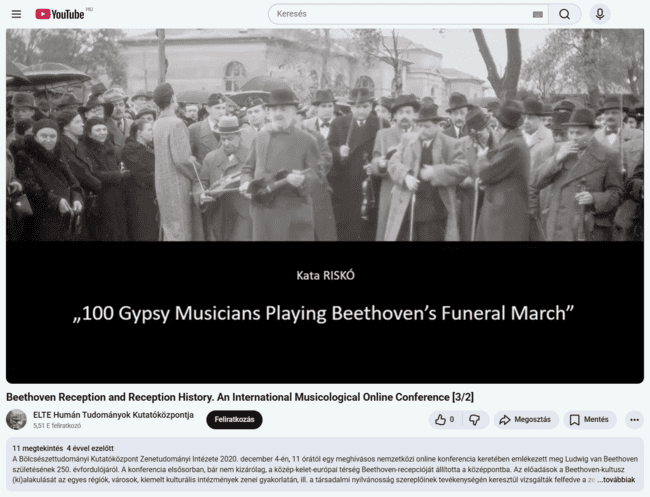 YouTube HU
Keresés
Kata RISKÓ
„100 Gypsy Musicians Playing Beethoven's Funeral March”
Beethoven Reception and Reception History. An International Musicological Online Conference [3/2]
ELTE Humán Tudományok Kutatóközpontja
5,51 E feliratkozó
Feliratkozás
0
Megosztás
Mentés
11 megtekintés 4 évvel ezelőtt
A Bölcsészettudományi Kutatóközpont Zenetudományi Intézete 2020. december 4-én, 11 órától egy meghívásos nemzetközi online konferencia keretében emlékezett meg Ludwig van Beethoven
születésének 250. évfordulójáról. A konferencia elsősorban, bár nem kizárólag, a közép-kelet-európai térség Beethoven-recepcióját állította a középpontba. Az előadások a Beethoven-kultusz
(ki)alakulását az egyes régiók, városok, kiemelt kulturális intézmények zenei gyakorlatán, ill. a társadalmi nyilvánosság szereplőinek tevékenységén keresztül vizsgálták felfedve a ...továbbiak